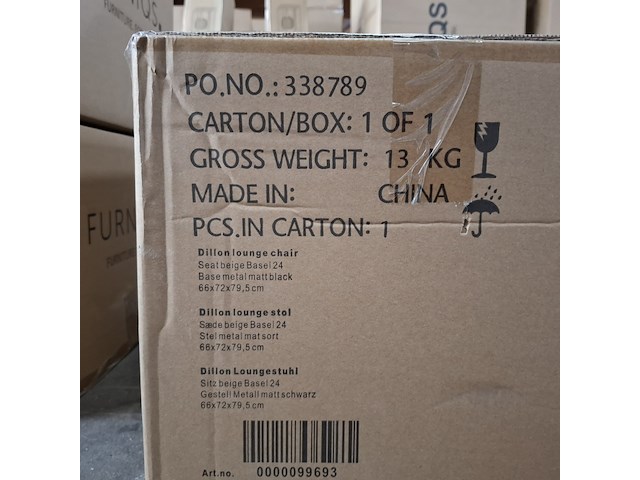 PO.NO.: 338789
CARTON/BOX: 1 OF 1
GROSS WEIGHT: 13 KG
MADE IN: CHINA
PCS.IN CARTON: 1
Dillon lounge chair
Seat beige Basel 24
Base metal matt black
66x72x79,5cm
Dillon lounge stol
Sæde beige Basel 24
Stel metal mat sort
66x72x79,5cm
Dillon Loungestuhl
Sitz beige Basel 24
Gestell Metall matt schwarz
66x72x79,5cm
Art.no. 0000099693
FURN
FURNITURE
QS